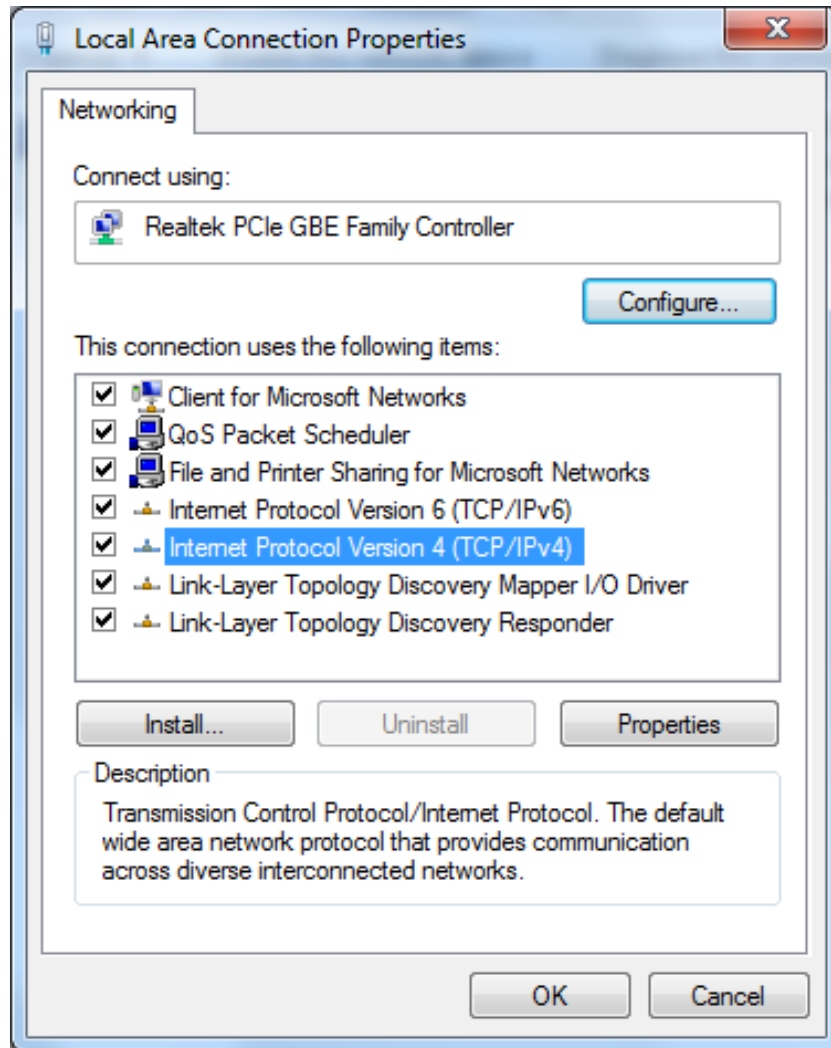 Local Area Connection Properties
Networking
Connect using:
Realtek PCIe GBE Family Controller
Configure...
This connection uses the following items:
Client for Microsoft Networks
QoS Packet Scheduler
File and Printer Sharing for Microsoft Networks
Internet Protocol Version 6 (TCP/IPv6)
Internet Protocol Version 4 (TCP/IPv4)
Link-Layer Topology Discovery Mapper I/O Driver
Link-Layer Topology Discovery Responder
Install... Uninstall Properties
Description
Transmission Control Protocol/Internet Protocol. The default
wide area network protocol that provides communication
across diverse interconnected networks.
OK Cancel